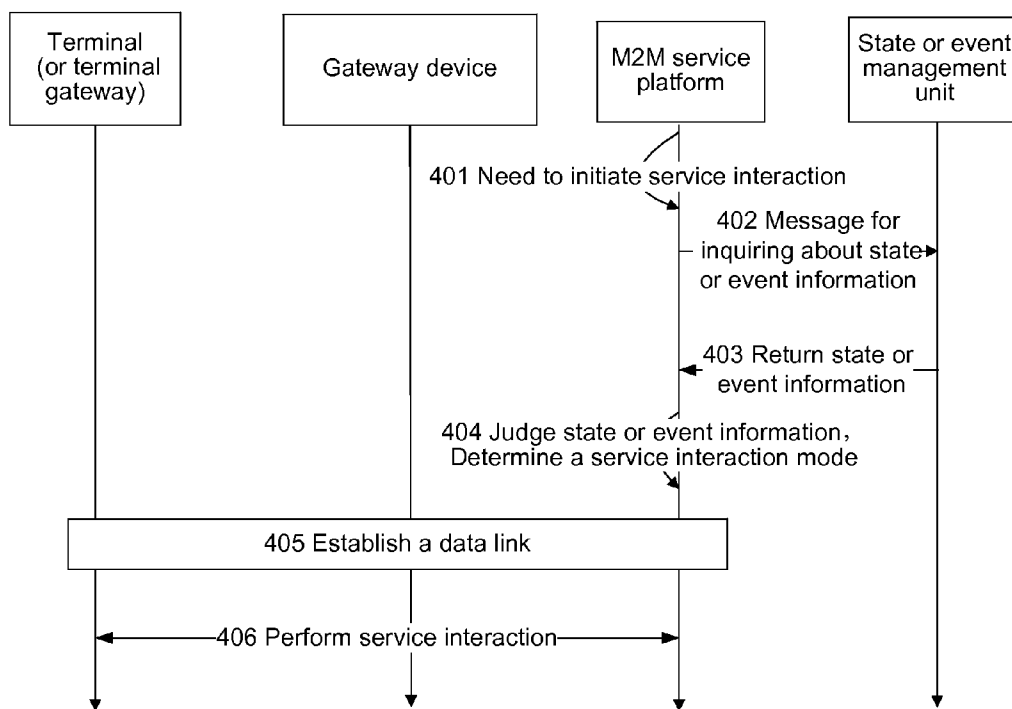 Terminal
(or terminal
gateway)
Gateway device
M2M service
platform
State or event
management
unit
401 Need to initiate service interaction
402 Message for
inquiring about state
or event information
403 Return state or
event information
404 Judge state or event information,
Determine a service interaction mode
405 Establish a data link
406 Perform service interaction